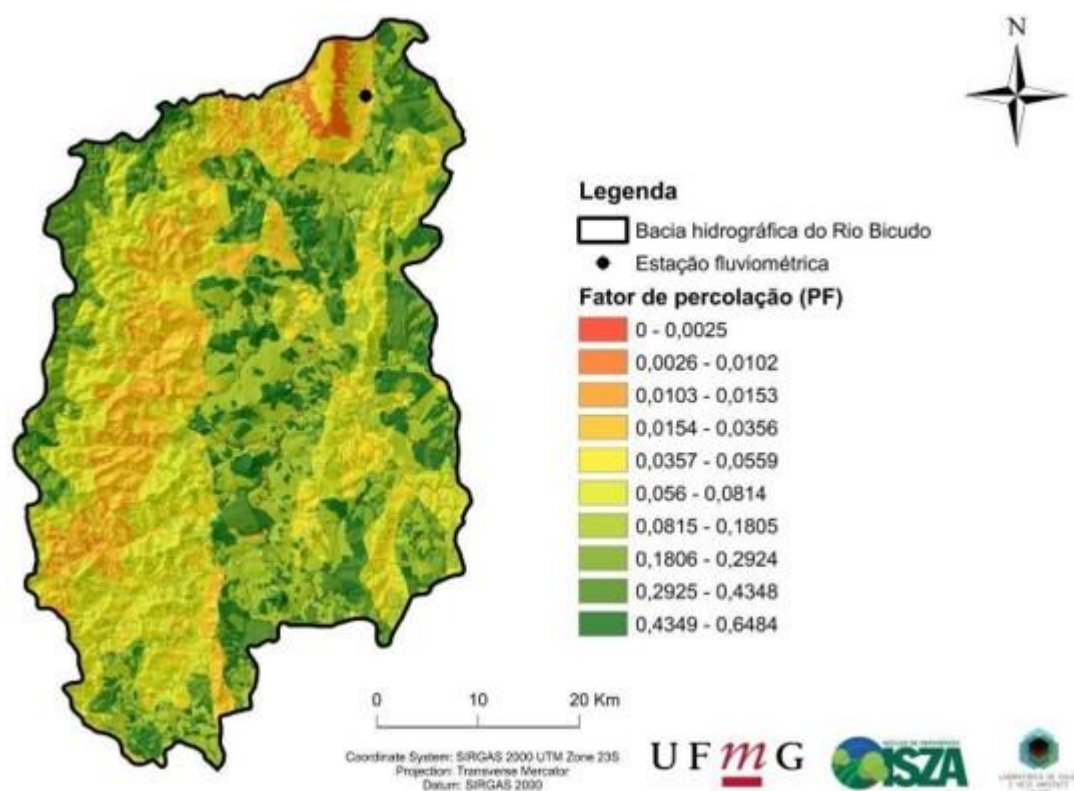 N
Legenda
Bacia hidrográfica do Rio Bicudo
Estação fluviométrica
Fator de percolação (PF)
0 - 0,0025
0,0026 - 0,0102
0,0103 - 0,0153
0,0154 - 0,0356
0,0357 - 0,0559
0,056 - 0,0814
0,0815 - 0,1805
0,1806 - 0,2924
0,2925 - 0,4348
0,4349 - 0,6484
0 10 20 Km
Coordinate System: SIRGAS 2000 UTM Zone 23S
Projection: Transverse Mercator
Datum: SIRGAS 2000
UFmG
ISZA